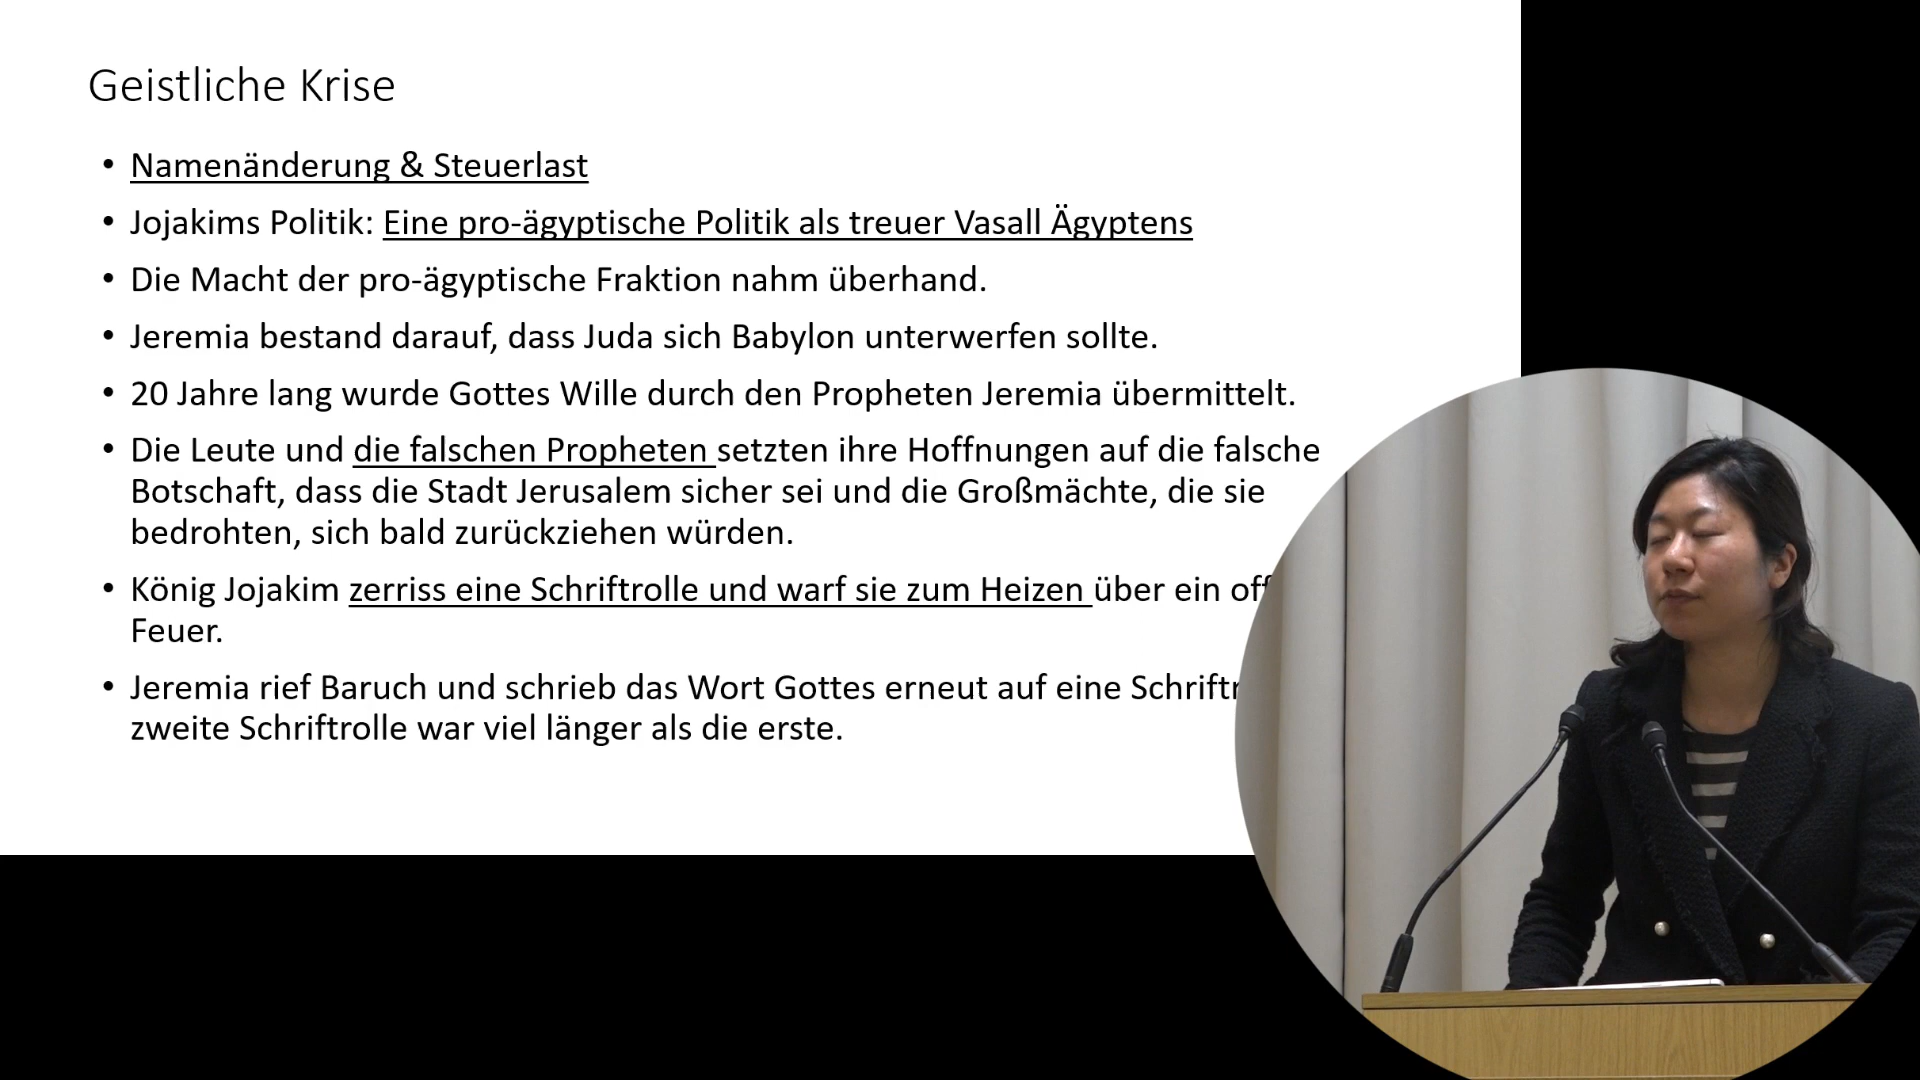 Geistliche Krise
• Namenänderung & Steuerlast
• Jojakims Politik: Eine pro-ägyptische Politik als treuer Vasall Ägyptens
• Die Macht der pro-ägyptische Fraktion nahm überhand.
• Jeremia bestand darauf, dass Juda sich Babylon unterwerfen sollte.
• 20 Jahre lang wurde Gottes Wille durch den Propheten Jeremia übermittelt.
• Die Leute und die falschen Propheten setzten ihre Hoffnungen auf die falsche
Botschaft, dass die Stadt Jerusalem sicher sei und die Großmächte, die sie
bedrohten, sich bald zurückziehen würden.
• König Jojakim zerriss eine Schriftrolle und warf sie zum Heizen über ein
Feuer.
• Jeremia rief Baruch und schrieb das Wort Gottes erneut auf eine
zweite Schriftrolle war viel länger als die erste.